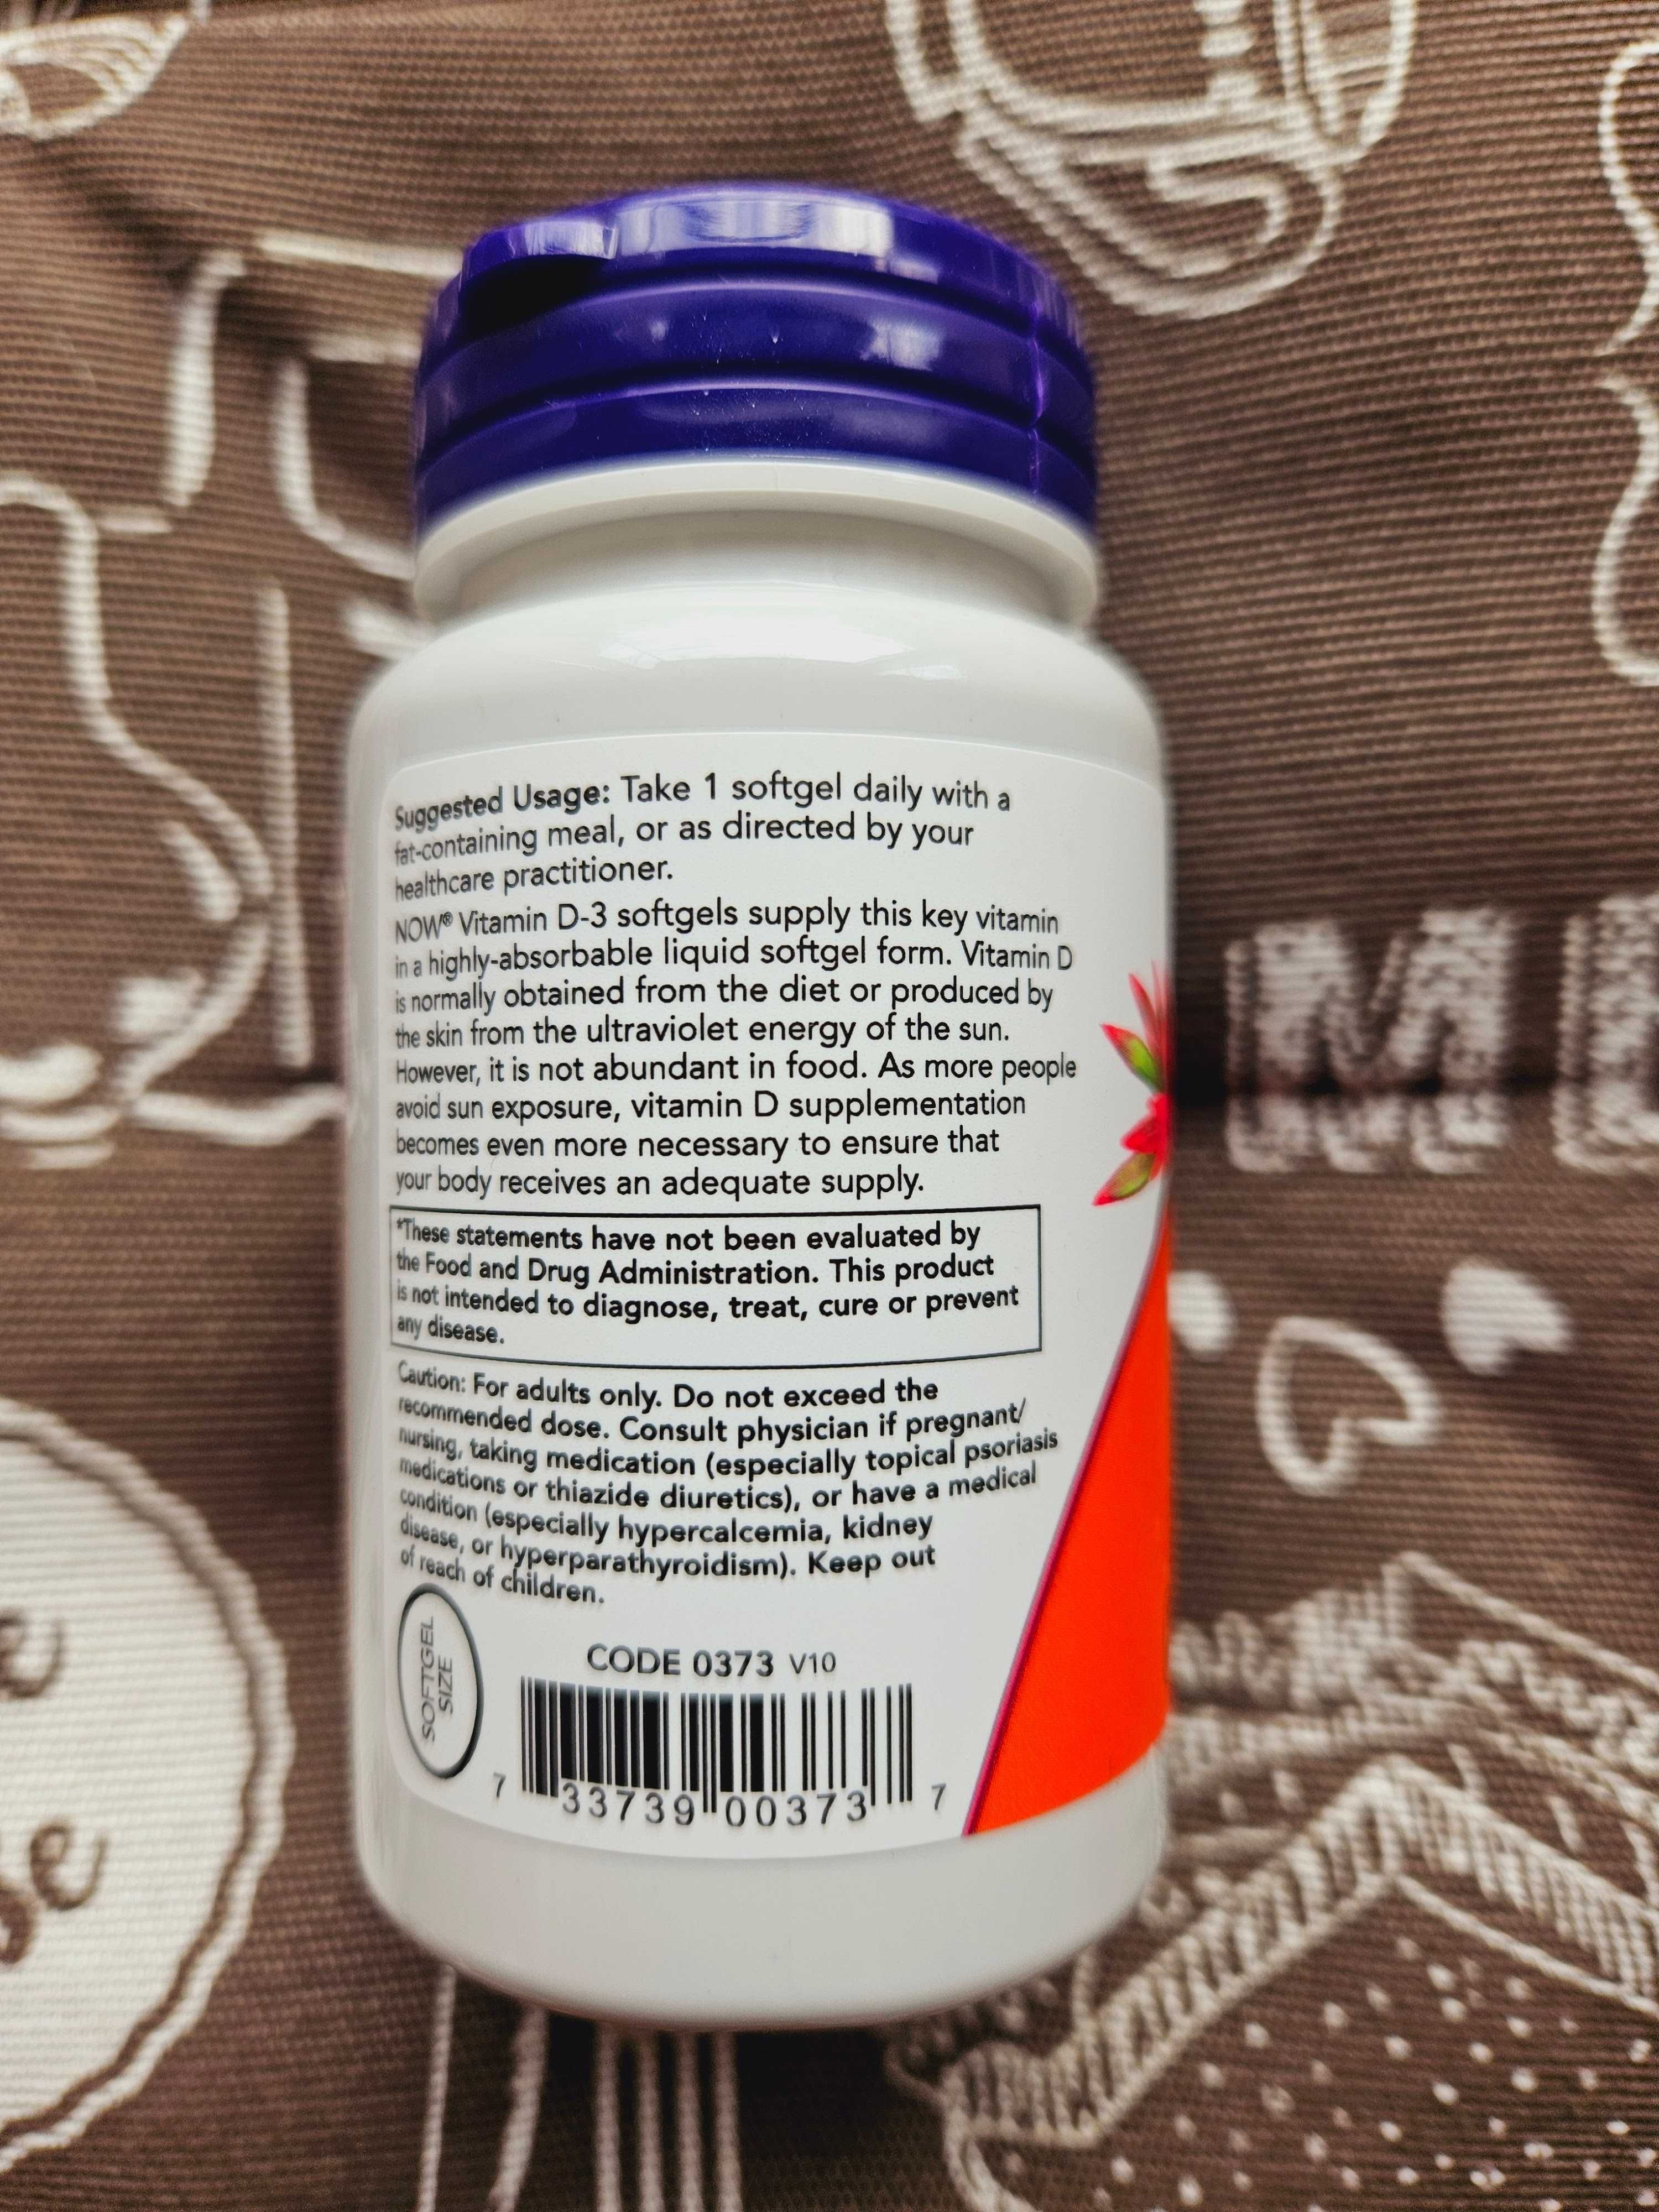 Suggested Usage: Take 1 softgel daily with a
fat-containing meal, or as directed by your
healthcare practitioner.
NOW® Vitamin D-3 softgels supply this key vitamin
in a highly-absorbable liquid softgel form. Vitamin D
is normally obtained from the diet or produced by
the skin from the ultraviolet energy of the sun.
However, it is not abundant in food. As more people
avoid sun exposure, vitamin D supplementation
becomes even more necessary to ensure that
your body receives an adequate supply.
*These statements have not been evaluated by
the Food and Drug Administration. This product
is not intended to diagnose, treat, cure or prevent
any disease.
Caution: For adults only. Do not exceed the
recommended dose. Consult physician if pregnant/
nursing, taking medication (especially topical psoriasis
medications or thiazide diuretics), or have a medical
condition (especially hypercalcemia, kidney
disease, or hyperparathyroidism). Keep out
of reach of children.
SOFTGEL
SIZE
CODE 0373 V10
7 33739 00373 7